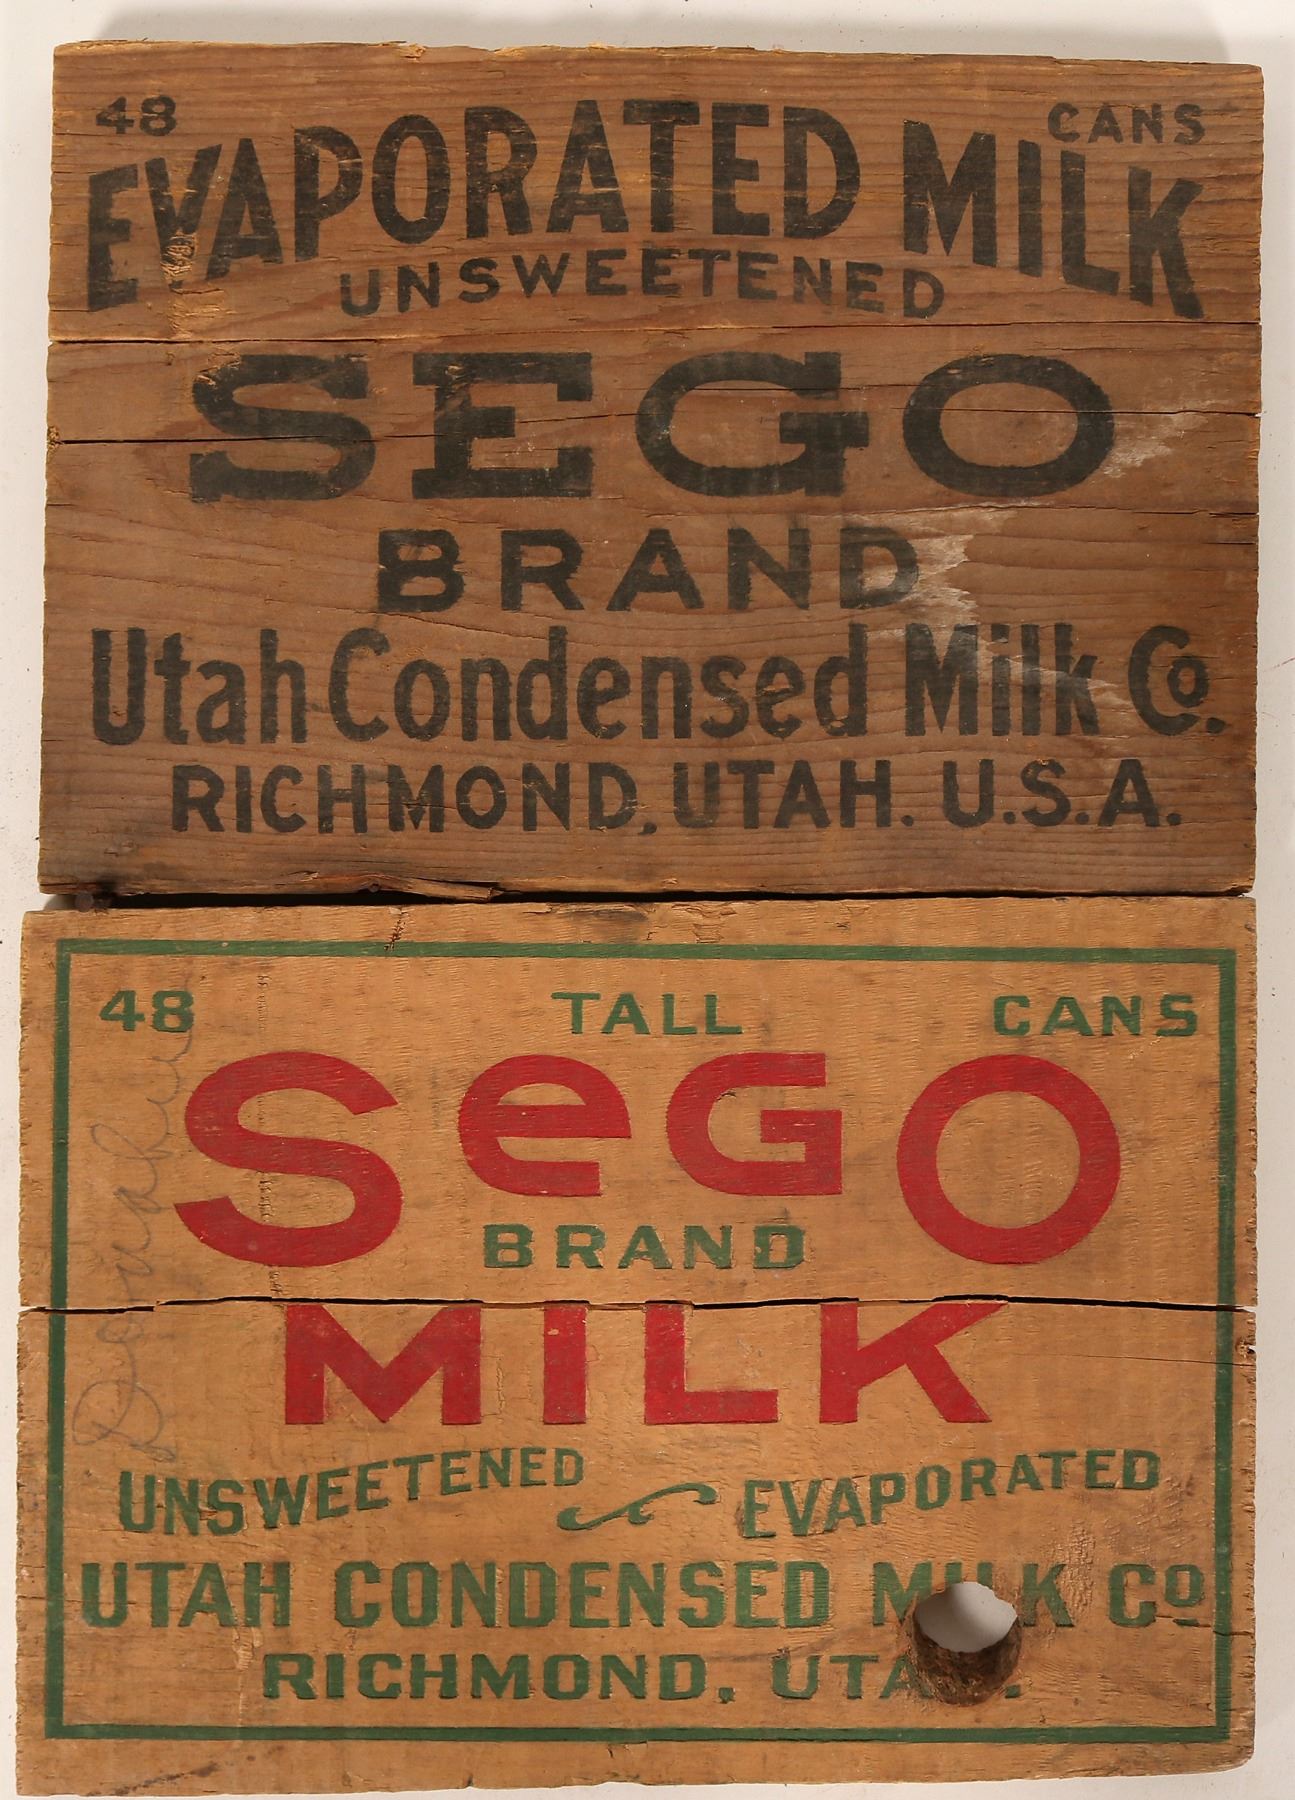 48 CANS
EVAPORATED MILK
UNSWEETENED
SEGO
BRAND
Utah Condensed Milk Co.
RICHMOND, UTAH. U.S.A.
48 TALL CANS
SeGO
BRAND
MILK
UNSWEETENED EVAPORATED
UTAH CONDENSED M K Co
RICHMOND, UTA .